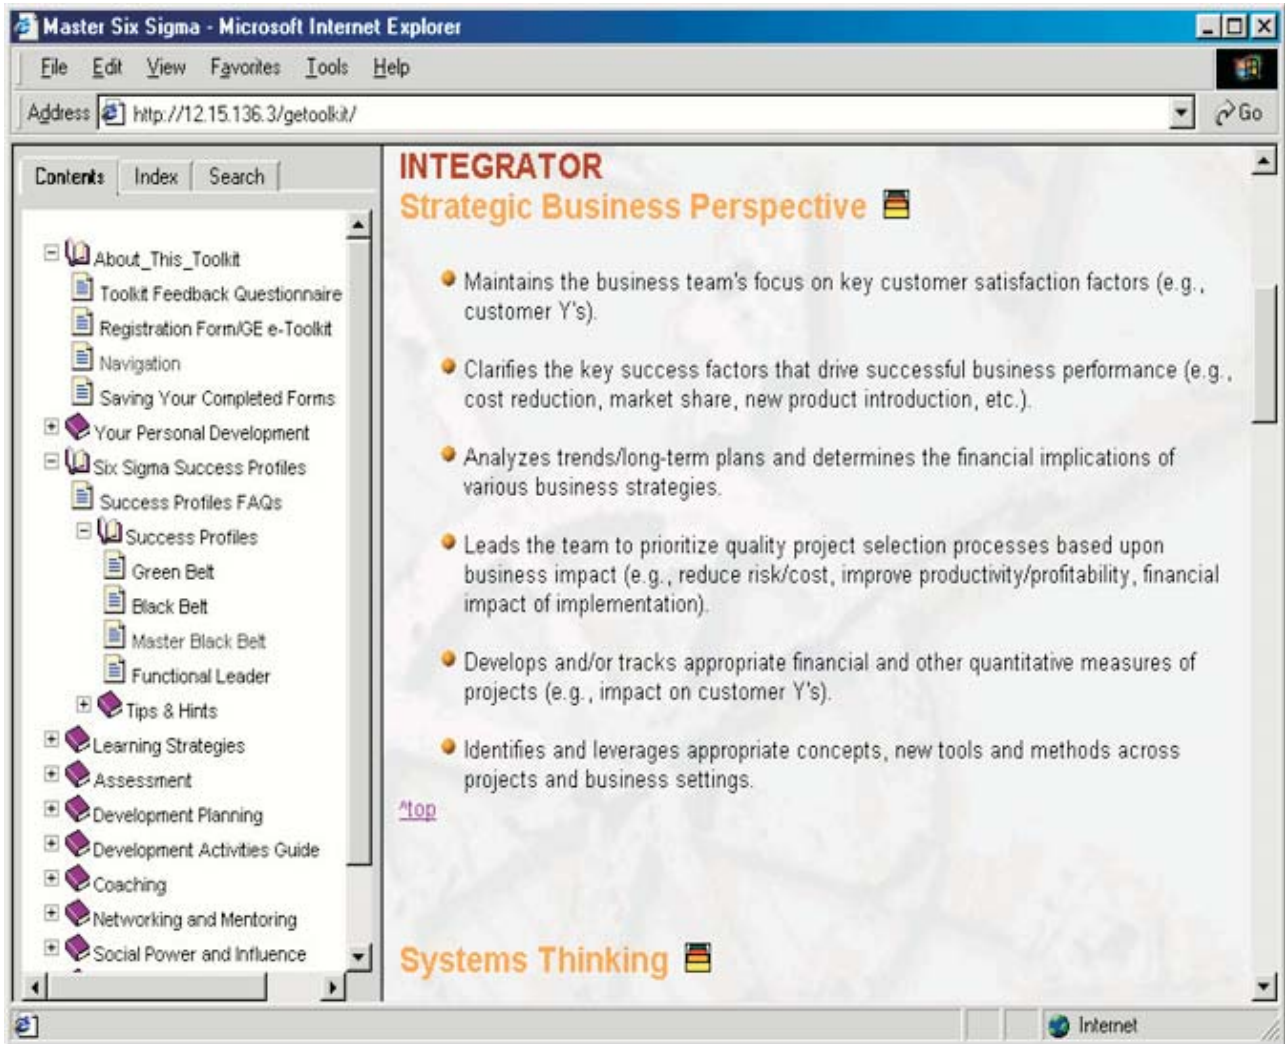 Master Six Sigma - Microsoft Internet Explorer
File Edit View Favorites Tools Help
Address http://12.15.136.3/getoolkit/ Go
Contents Index Search
About_This_Toolkit
Toolkit Feedback Questionnaire
Registration Form/GE e-Toolkit
Navigation
Saving Your Completed Forms
Your Personal Development
Six Sigma Success Profiles
Success Profiles FAQs
Success Profiles
Green Belt
Black Belt
Master Black Belt
Functional Leader
Tips & Hints
Learning Strategies
Assessment
Development Planning
Development Activities Guide
Coaching
Networking and Mentoring
Social Power and Influence
INTEGRATOR
Strategic Business Perspective
Maintains the business team's focus on key customer satisfaction factors (e.g.,
customer Y's).
Clarifies the key success factors that drive successful business performance (e.g.,
cost reduction, market share, new product introduction, etc.).
Analyzes trends/long-term plans and determines the financial implications of
various business strategies.
Leads the team to prioritize quality project selection processes based upon
business impact (e.g., reduce risk/cost, improve productivity/profitability, financial
impact of implementation).
Develops and/or tracks appropriate financial and other quantitative measures of
projects (e.g., impact on customer Y's).
Identifies and leverages appropriate concepts, new tools and methods across
projects and business settings.
^top
Systems Thinking
Internet